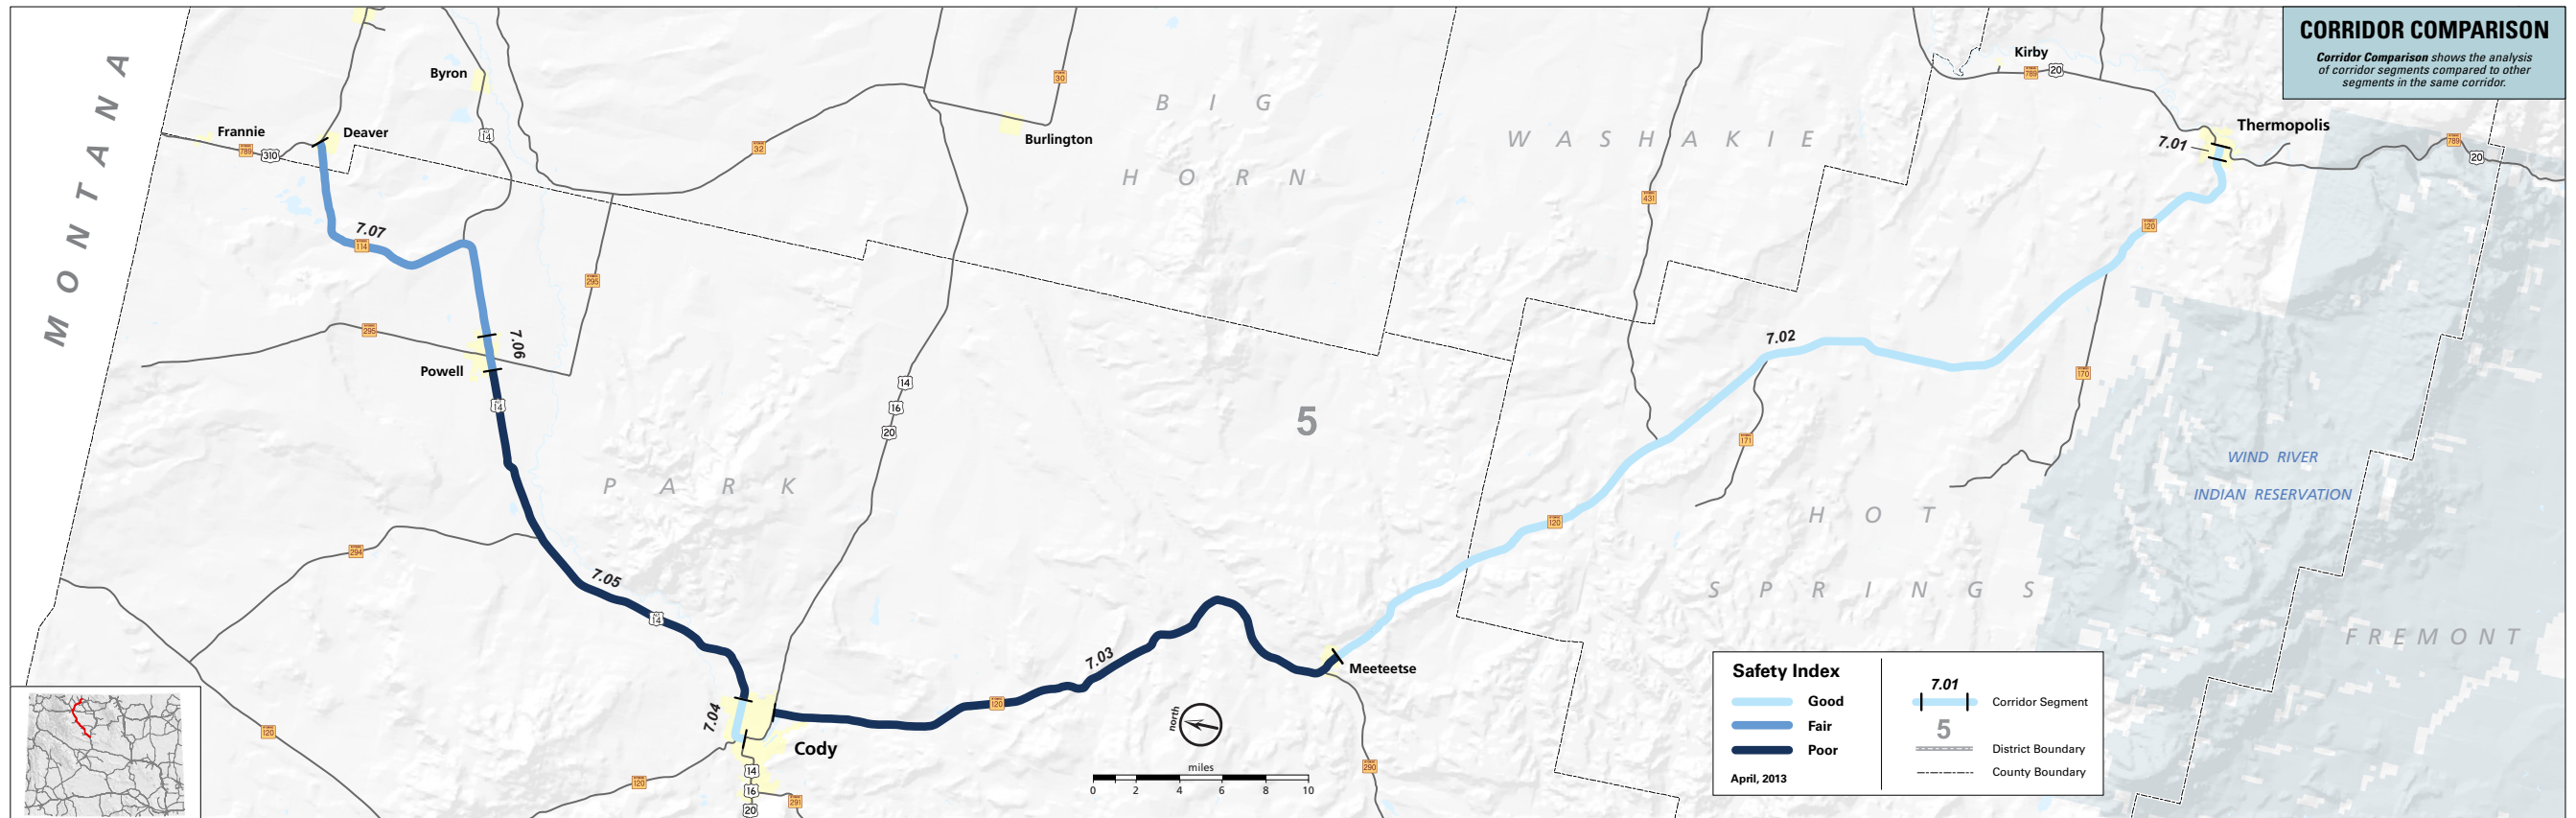 CORRIDOR COMPARISON
Corridor Comparison shows the analysis
of corridor segments compared to other
segments in the same corridor.
MONTANA
Byron
Frannie
Deaver
789
310
14
32
30
Burlington
BIG
HORN
WASHAKIE
431
Kirby
789
20
Thermopolis
7.01
789
20
120
7.07
114
295
295
7.06
Powell
14
14
16
20
5
7.02
170
171
WIND RIVER
INDIAN RESERVATION
PARK
HOT
SPRINGS
FREMONT
120
294
7.05
14
7.03
120
Meeteetse
7.04
Cody
120
120
14
16
20
291
290
north
miles
0 2 4 6 8 10
Safety Index
Good
Fair
Poor
April, 2013
7.01
Corridor Segment
5
District Boundary
County Boundary